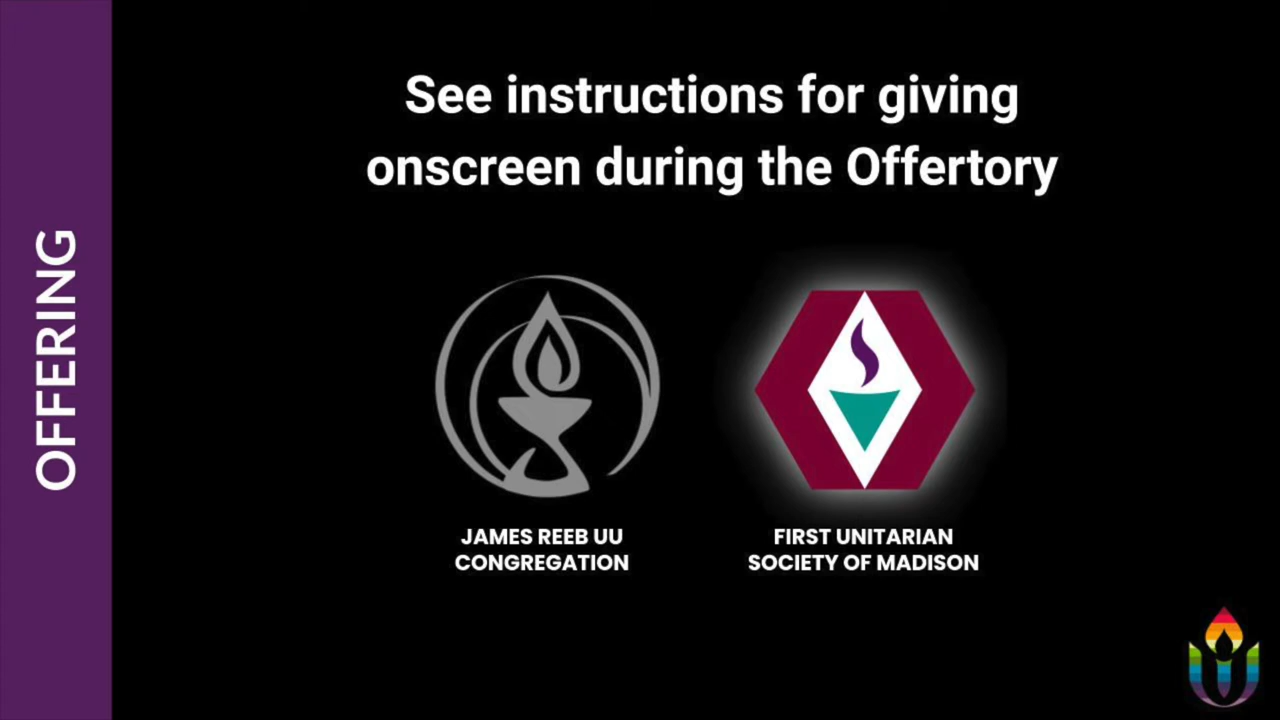 OFFERING
See instructions for giving
onscreen during the Offertory
JAMES REEB UU
CONGREGATION
FIRST UNITARIAN
SOCIETY OF MADISON